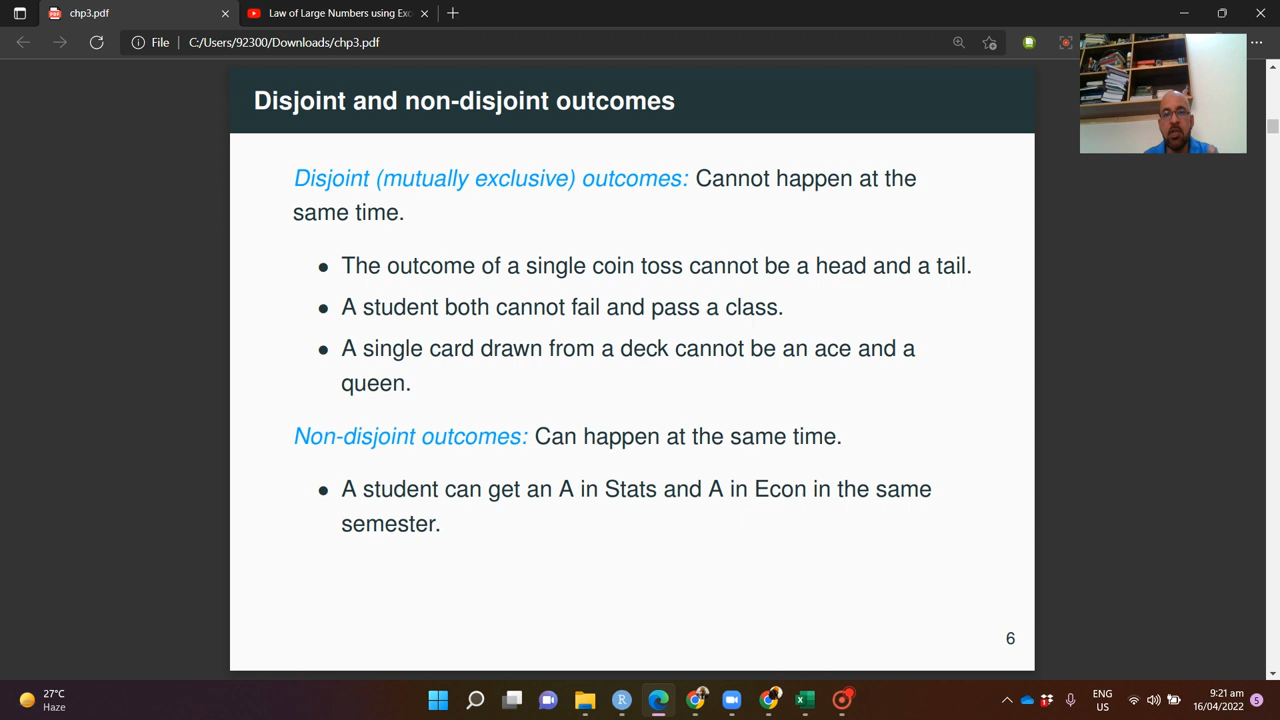 chp3.pdf
Law of Large Numbers using Exc
File
C:/Users/92300/Downloads/chp3.pdf
Disjoint and non-disjoint outcomes
Disjoint (mutually exclusive) outcomes: Cannot happen at the
same time.
• The outcome of a single coin toss cannot be a head and a tail.
• A student both cannot fail and pass a class.
• A single card drawn from a deck cannot be an ace and a
queen.
Non-disjoint outcomes: Can happen at the same time.
• A student can get an A in Stats and A in Econ in the same
semester.
6
27°C
Haze
ENG
US
9:21 am
16/04/2022
5